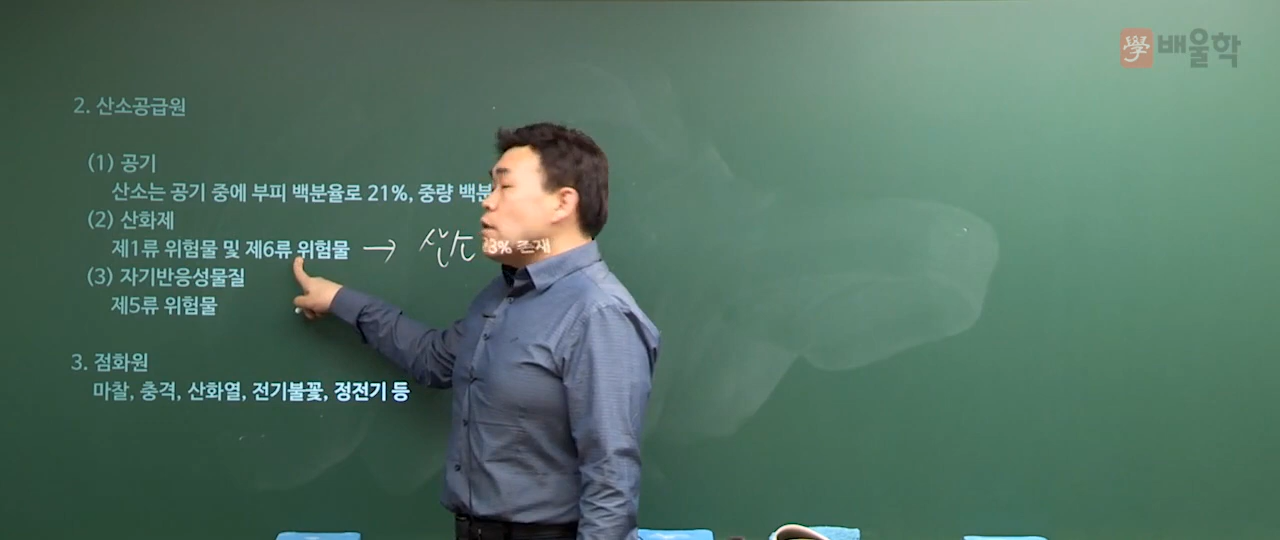 學 배울학
2. 산소공급원
(1) 공기
산소는 공기 중에 부피 백분율로 21%, 중량 백분
3% 존재
(2) 산화제
제1류 위험물 및 제6류 위험물 → 산소
(3) 자기반응성물질
제5류 위험물
3. 점화원
마찰, 충격, 산화열, 전기불꽃, 정전기 등